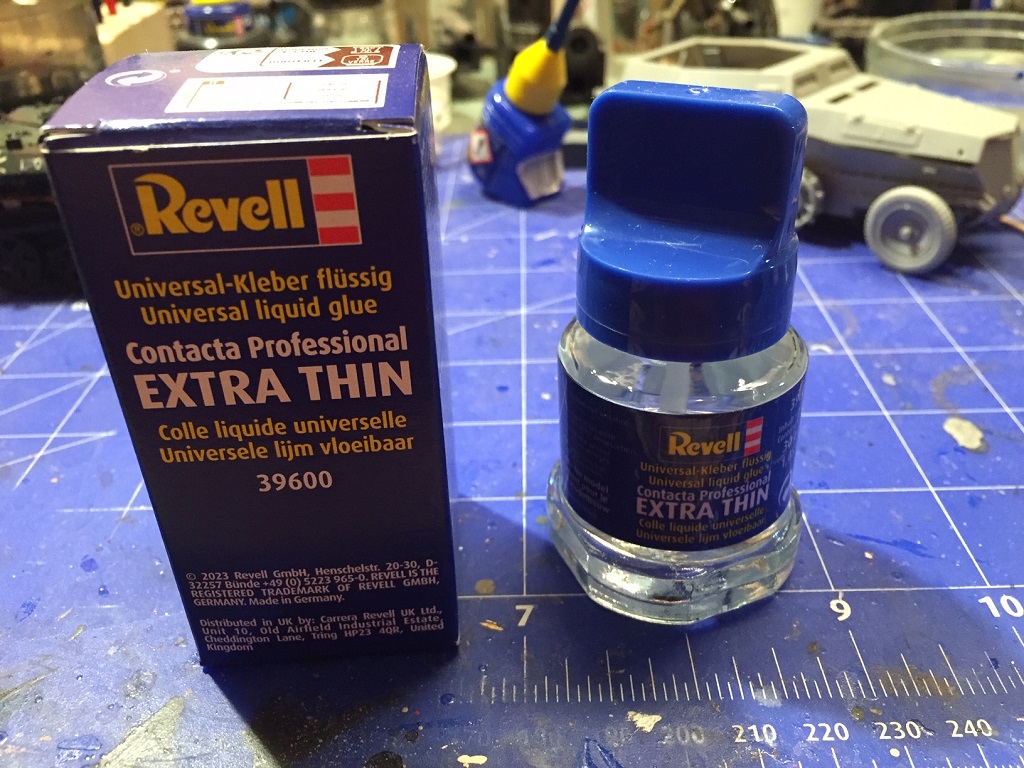 Revell
Universal-Kleber flüssig
Universal liquid glue
Contacta Professional
EXTRA THIN
Colle liquide universelle
Universele lijm vloeibaar
39600
© 2023 Revell GmbH, Henschelstr. 20-30, D-
32257 Bünde +49 (0) 5223 965-0. REVELL IS THE
REGISTERED TRADEMARK OF REVELL GMBH,
GERMANY. Made in Germany.
Distributed in UK by: Carrera Revell UK Ltd.,
Unit 10, Old Airfield Industrial Estate,
Cheddington Lane, Tring HP23 4QR, United
Kingdom
Revell
Universal-Kleber flüssig
Universal liquid glue
Contacta Professional
EXTRA THIN
Colle liquide universelle
Universele lijm vloeibaar
7 9 10
200 210 220 230 240